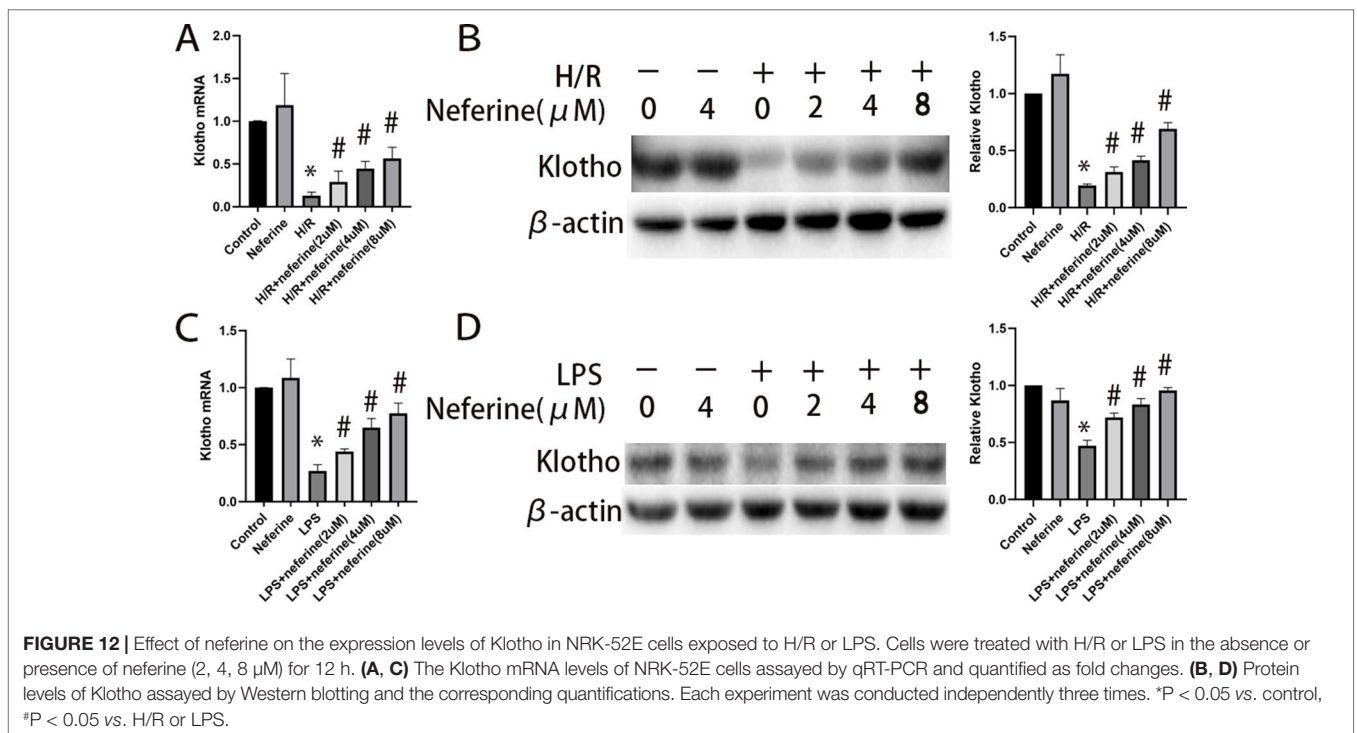 A
Klotho mRNA
2.0
1.5
1.0
0.5
0.0
*
#
#
#
Control
Neferine
H/R
H/R+neferine(2uM)
H/R+neferine(4uM)
H/R+neferine(8uM)
B
H/R − − + + + +
Neferine(μM) 0 4 0 2 4 8
Klotho
β-actin
Relative Klotho
1.5
1.0
0.5
0.0
*
#
#
#
Control
Neferine
H/R
H/R+neferine(2uM)
H/R+neferine(4uM)
H/R+neferine(8uM)
C
Klotho mRNA
1.5
1.0
0.5
0.0
*
#
#
#
Control
Neferine
LPS
LPS+neferine(2uM)
LPS+neferine(4uM)
LPS+neferine(8uM)
D
LPS − − + + + +
Neferine(μM) 0 4 0 2 4 8
Klotho
β-actin
Relative Klotho
1.5
1.0
0.5
0.0
*
#
#
#
Control
Neferine
LPS
LPS+neferine(2uM)
LPS+neferine(4uM)
LPS+neferine(8uM)
FIGURE 12 | Effect of neferine on the expression levels of Klotho in NRK-52E cells exposed to H/R or LPS. Cells were treated with H/R or LPS in the absence or
presence of neferine (2, 4, 8 μM) for 12 h. (A, C) The Klotho mRNA levels of NRK-52E cells assayed by qRT-PCR and quantified as fold changes. (B, D) Protein
levels of Klotho assayed by Western blotting and the corresponding quantifications. Each experiment was conducted independently three times. *P < 0.05 vs. control,
#P < 0.05 vs. H/R or LPS.